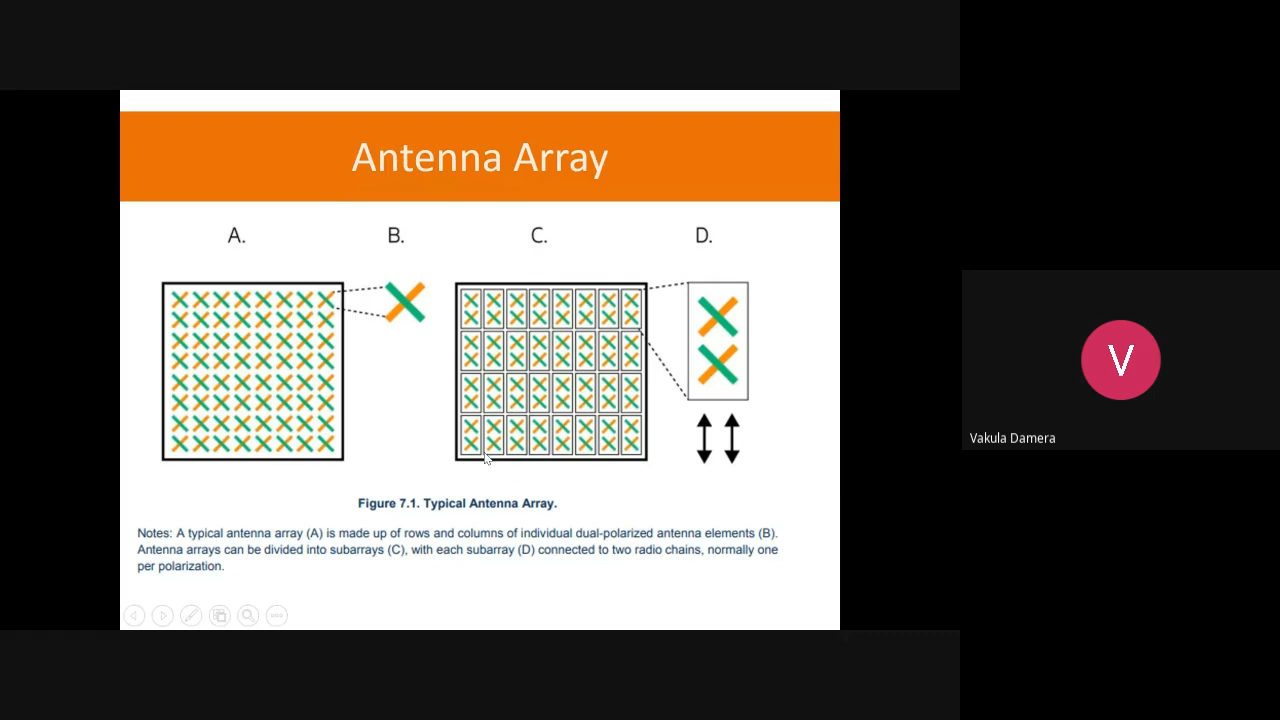 Antenna Array
A. B. C. D.
Figure 7.1. Typical Antenna Array.
Notes: A typical antenna array (A) is made up of rows and columns of individual dual-polarized antenna elements (B).
Antenna arrays can be divided into subarrays (C), with each subarray (D) connected to two radio chains, normally one
per polarization.
V
Vakula Damera